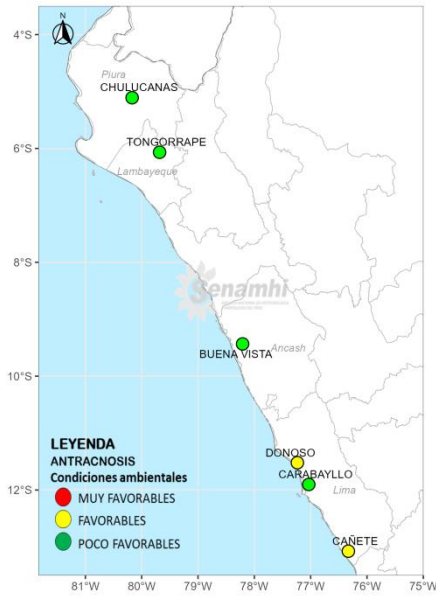 N
4°S
6°S
8°S
10°S
12°S
Piura
CHULUCANAS
TONGORRAPE
Lambayeque
Senamhi
BUENA VISTA
Ancash
DONOSO
CARABAYLLO
Lima
CAÑETE
LEYENDA
ANTRACNOSIS
Condiciones ambientales
MUY FAVORABLES
FAVORABLES
POCO FAVORABLES
81°W 80°W 79°W 78°W 77°W 76°W 75°W